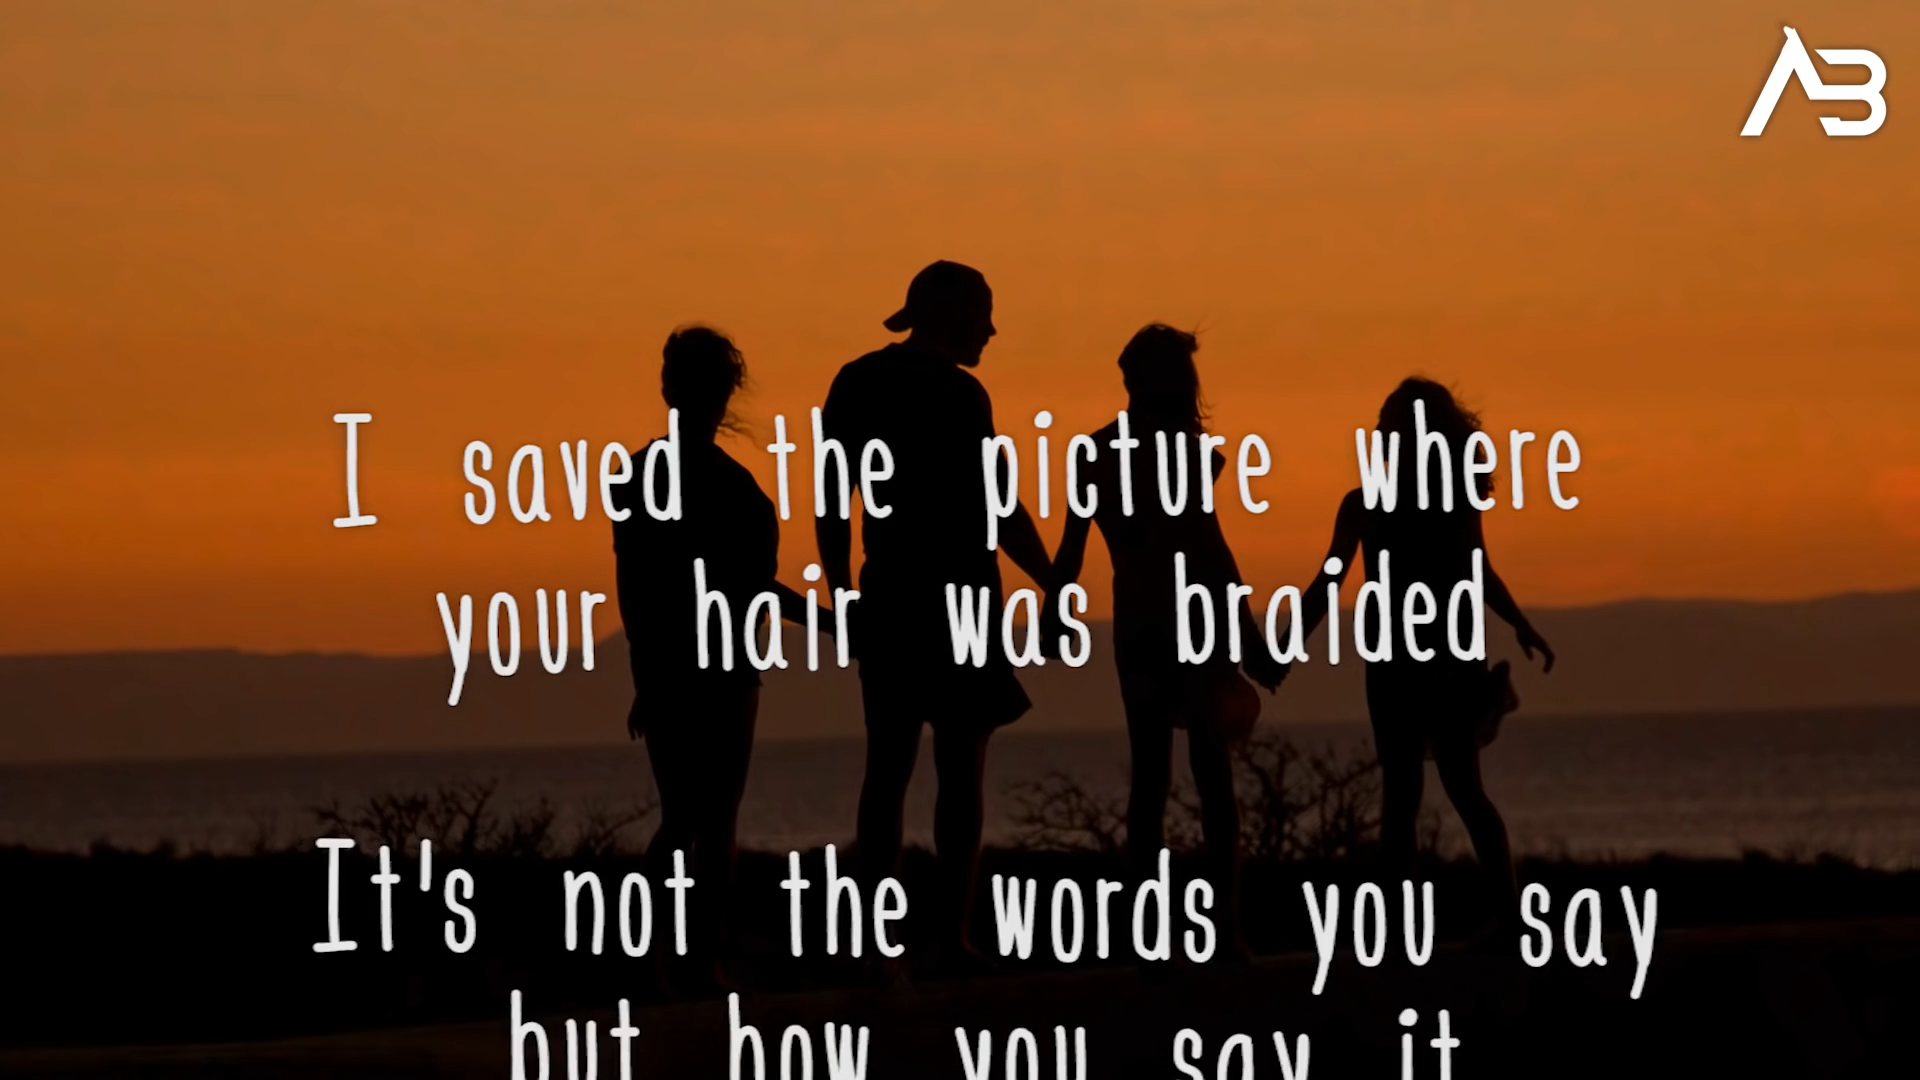 AB
I saved the picture where
your hair was braided
It's not the words you say
but how you say it